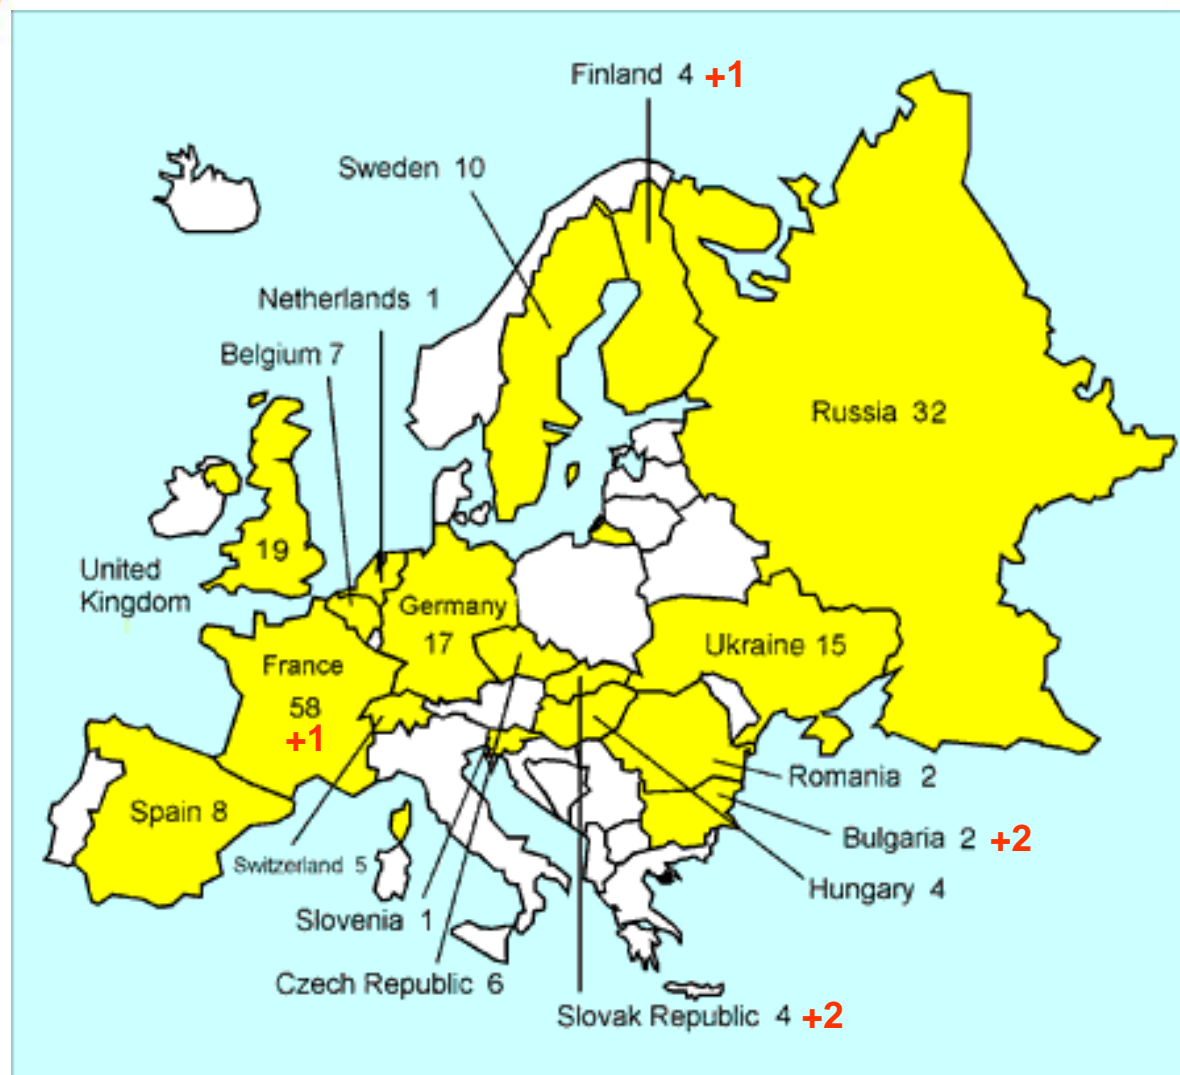 Finland 4 +1
Sweden 10
Netherlands 1
Belgium 7
Russia 32
19
United
Kingdom
Germany
17
Ukraine 15
France
58
+1
Romania 2
Spain 8
Bulgaria 2 +2
Switzerland 5
Hungary 4
Slovenia 1
Czech Republic 6
Slovak Republic 4 +2